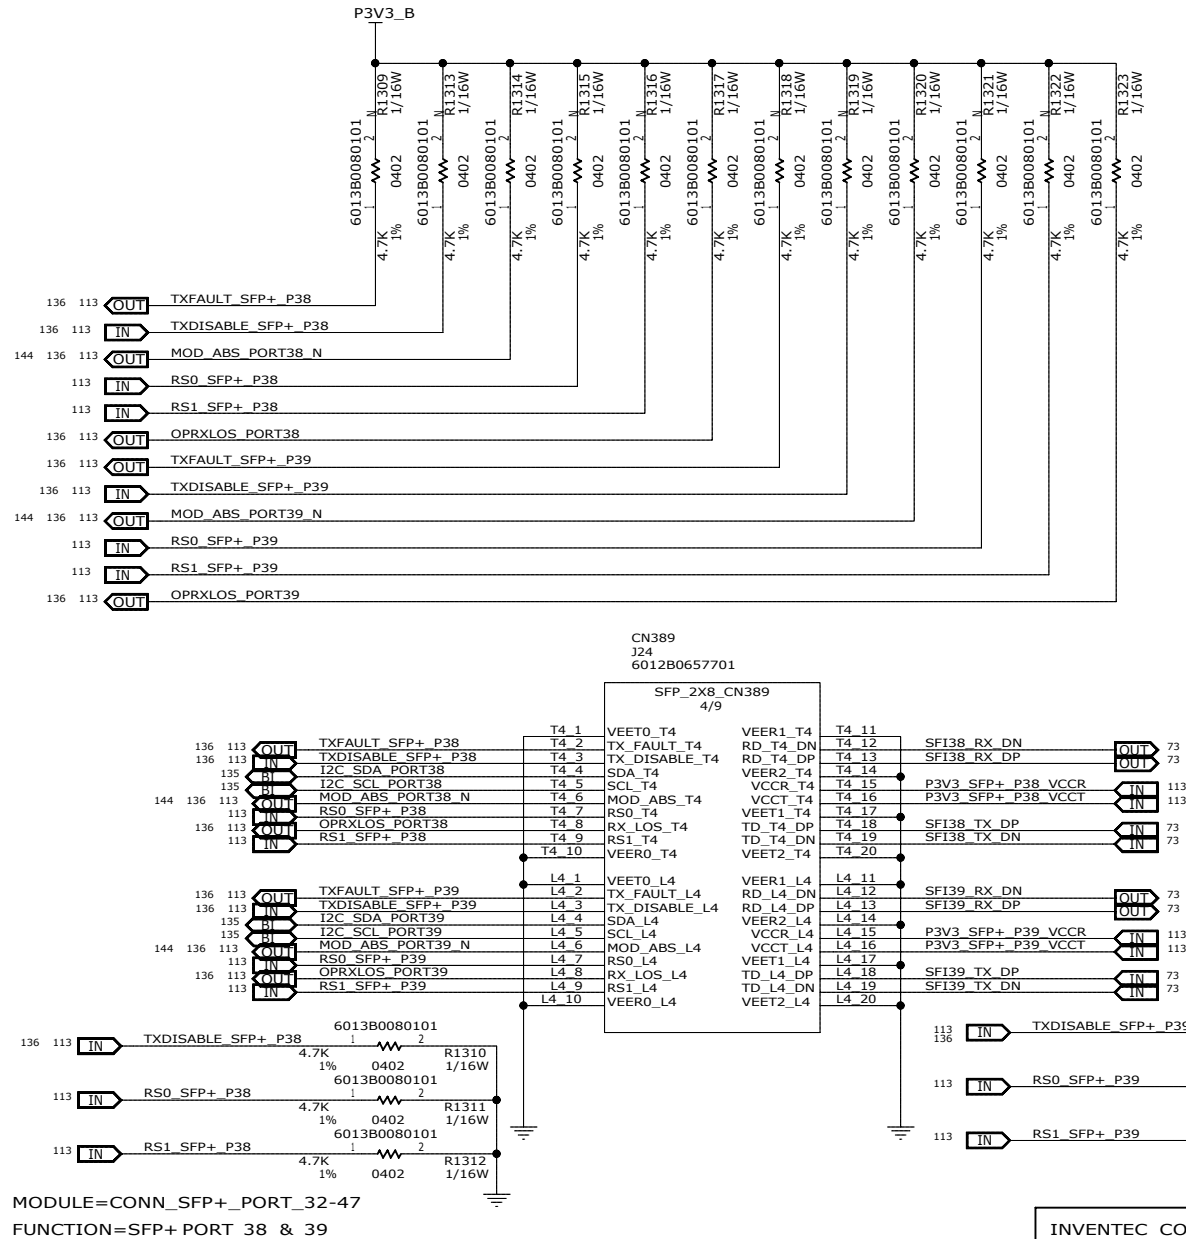 P3V3_B
R1309 1/16W
R1313 1/16W
R1314 1/16W
R1315 1/16W
R1316 1/16W
R1317 1/16W
R1318 1/16W
R1319 1/16W
R1320 1/16W
R1321 1/16W
R1322 1/16W
R1323 1/16W
6013B0080101 1 2 N 0402 4.7K 1%
6013B0080101 1 2 N 0402 4.7K 1%
6013B0080101 1 2 0402 4.7K 1%
6013B0080101 1 2 N 0402 4.7K 1%
6013B0080101 1 2 N 0402 4.7K 1%
6013B0080101 1 2 0402 4.7K 1%
6013B0080101 1 2 0402 4.7K 1%
6013B0080101 1 2 N 0402 4.7K 1%
6013B0080101 1 2 N 0402 4.7K 1%
6013B0080101 1 2 N 0402 4.7K 1%
6013B0080101 1 2 N 0402 4.7K 1%
6013B0080101 1 2 0402 4.7K 1%
136 113 OUT TXFAULT_SFP+_P38
136 113 IN TXDISABLE_SFP+_P38
144 136 113 OUT MOD_ABS_PORT38_N
113 IN RS0_SFP+_P38
113 IN RS1_SFP+_P38
136 113 OUT OPRXLOS_PORT38
136 113 OUT TXFAULT_SFP+_P39
136 113 IN TXDISABLE_SFP+_P39
144 136 113 OUT MOD_ABS_PORT39_N
113 IN RS0_SFP+_P39
113 IN RS1_SFP+_P39
136 113 OUT OPRXLOS_PORT39
CN389
J24
6012B0657701
SFP_2X8_CN389
4/9
T4_1 VEET0_T4 VEER1_T4 T4_11
136 113 OUT TXFAULT_SFP+_P38 T4_2 TX_FAULT_T4 RD_T4_DN T4_12 SFI38_RX_DN OUT 73
136 113 IN TXDISABLE_SFP+_P38 T4_3 TX_DISABLE_T4 RD_T4_DP T4_13 SFI38_RX_DP OUT 73
135 BI I2C_SDA_PORT38 T4_4 SDA_T4 VEER2_T4 T4_14
135 BI I2C_SCL_PORT38 T4_5 SCL_T4 VCCR_T4 T4_15 P3V3_SFP+_P38_VCCR IN 113
144 136 113 OUT MOD_ABS_PORT38_N T4_6 MOD_ABS_T4 VCCT_T4 T4_16 P3V3_SFP+_P38_VCCT IN 113
113 IN RS0_SFP+_P38 T4_7 RS0_T4 VEET1_T4 T4_17
136 113 OUT OPRXLOS_PORT38 T4_8 RX_LOS_T4 TD_T4_DP T4_18 SFI38_TX_DP IN 73
113 IN RS1_SFP+_P38 T4_9 RS1_T4 TD_T4_DN T4_19 SFI38_TX_DN IN 73
T4_10 VEER0_T4 VEET2_T4 T4_20
L4_1 VEET0_L4 VEER1_L4 L4_11
136 113 OUT TXFAULT_SFP+_P39 L4_2 TX_FAULT_L4 RD_L4_DN L4_12 SFI39_RX_DN OUT 73
136 113 IN TXDISABLE_SFP+_P39 L4_3 TX_DISABLE_L4 RD_L4_DP L4_13 SFI39_RX_DP OUT 73
135 BI I2C_SDA_PORT39 L4_4 SDA_L4 VEER2_L4 L4_14
135 BI I2C_SCL_PORT39 L4_5 SCL_L4 VCCR_L4 L4_15 P3V3_SFP+_P39_VCCR IN 113
144 136 113 OUT MOD_ABS_PORT39_N L4_6 MOD_ABS_L4 VCCT_L4 L4_16 P3V3_SFP+_P39_VCCT IN 113
113 IN RS0_SFP+_P39 L4_7 RS0_L4 VEET1_L4 L4_17
136 113 OUT OPRXLOS_PORT39 L4_8 RX_LOS_L4 TD_L4_DP L4_18 SFI39_TX_DP IN 73
113 IN RS1_SFP+_P39 L4_9 RS1_L4 TD_L4_DN L4_19 SFI39_TX_DN IN 73
L4_10 VEER0_L4 VEET2_L4 L4_20
6013B0080101
136 113 IN TXDISABLE_SFP+_P38 1 2
4.7K R1310
1% 0402 1/16W
6013B0080101
113 IN RS0_SFP+_P38 1 2
4.7K R1311
1% 0402 1/16W
6013B0080101
113 IN RS1_SFP+_P38 1 2
4.7K R1312
1% 0402 1/16W
113 136 IN TXDISABLE_SFP+_P39
113 IN RS0_SFP+_P39
113 IN RS1_SFP+_P39
MODULE=CONN_SFP+_PORT_32-47
FUNCTION=SFP+ PORT 38 & 39
INVENTEC CO